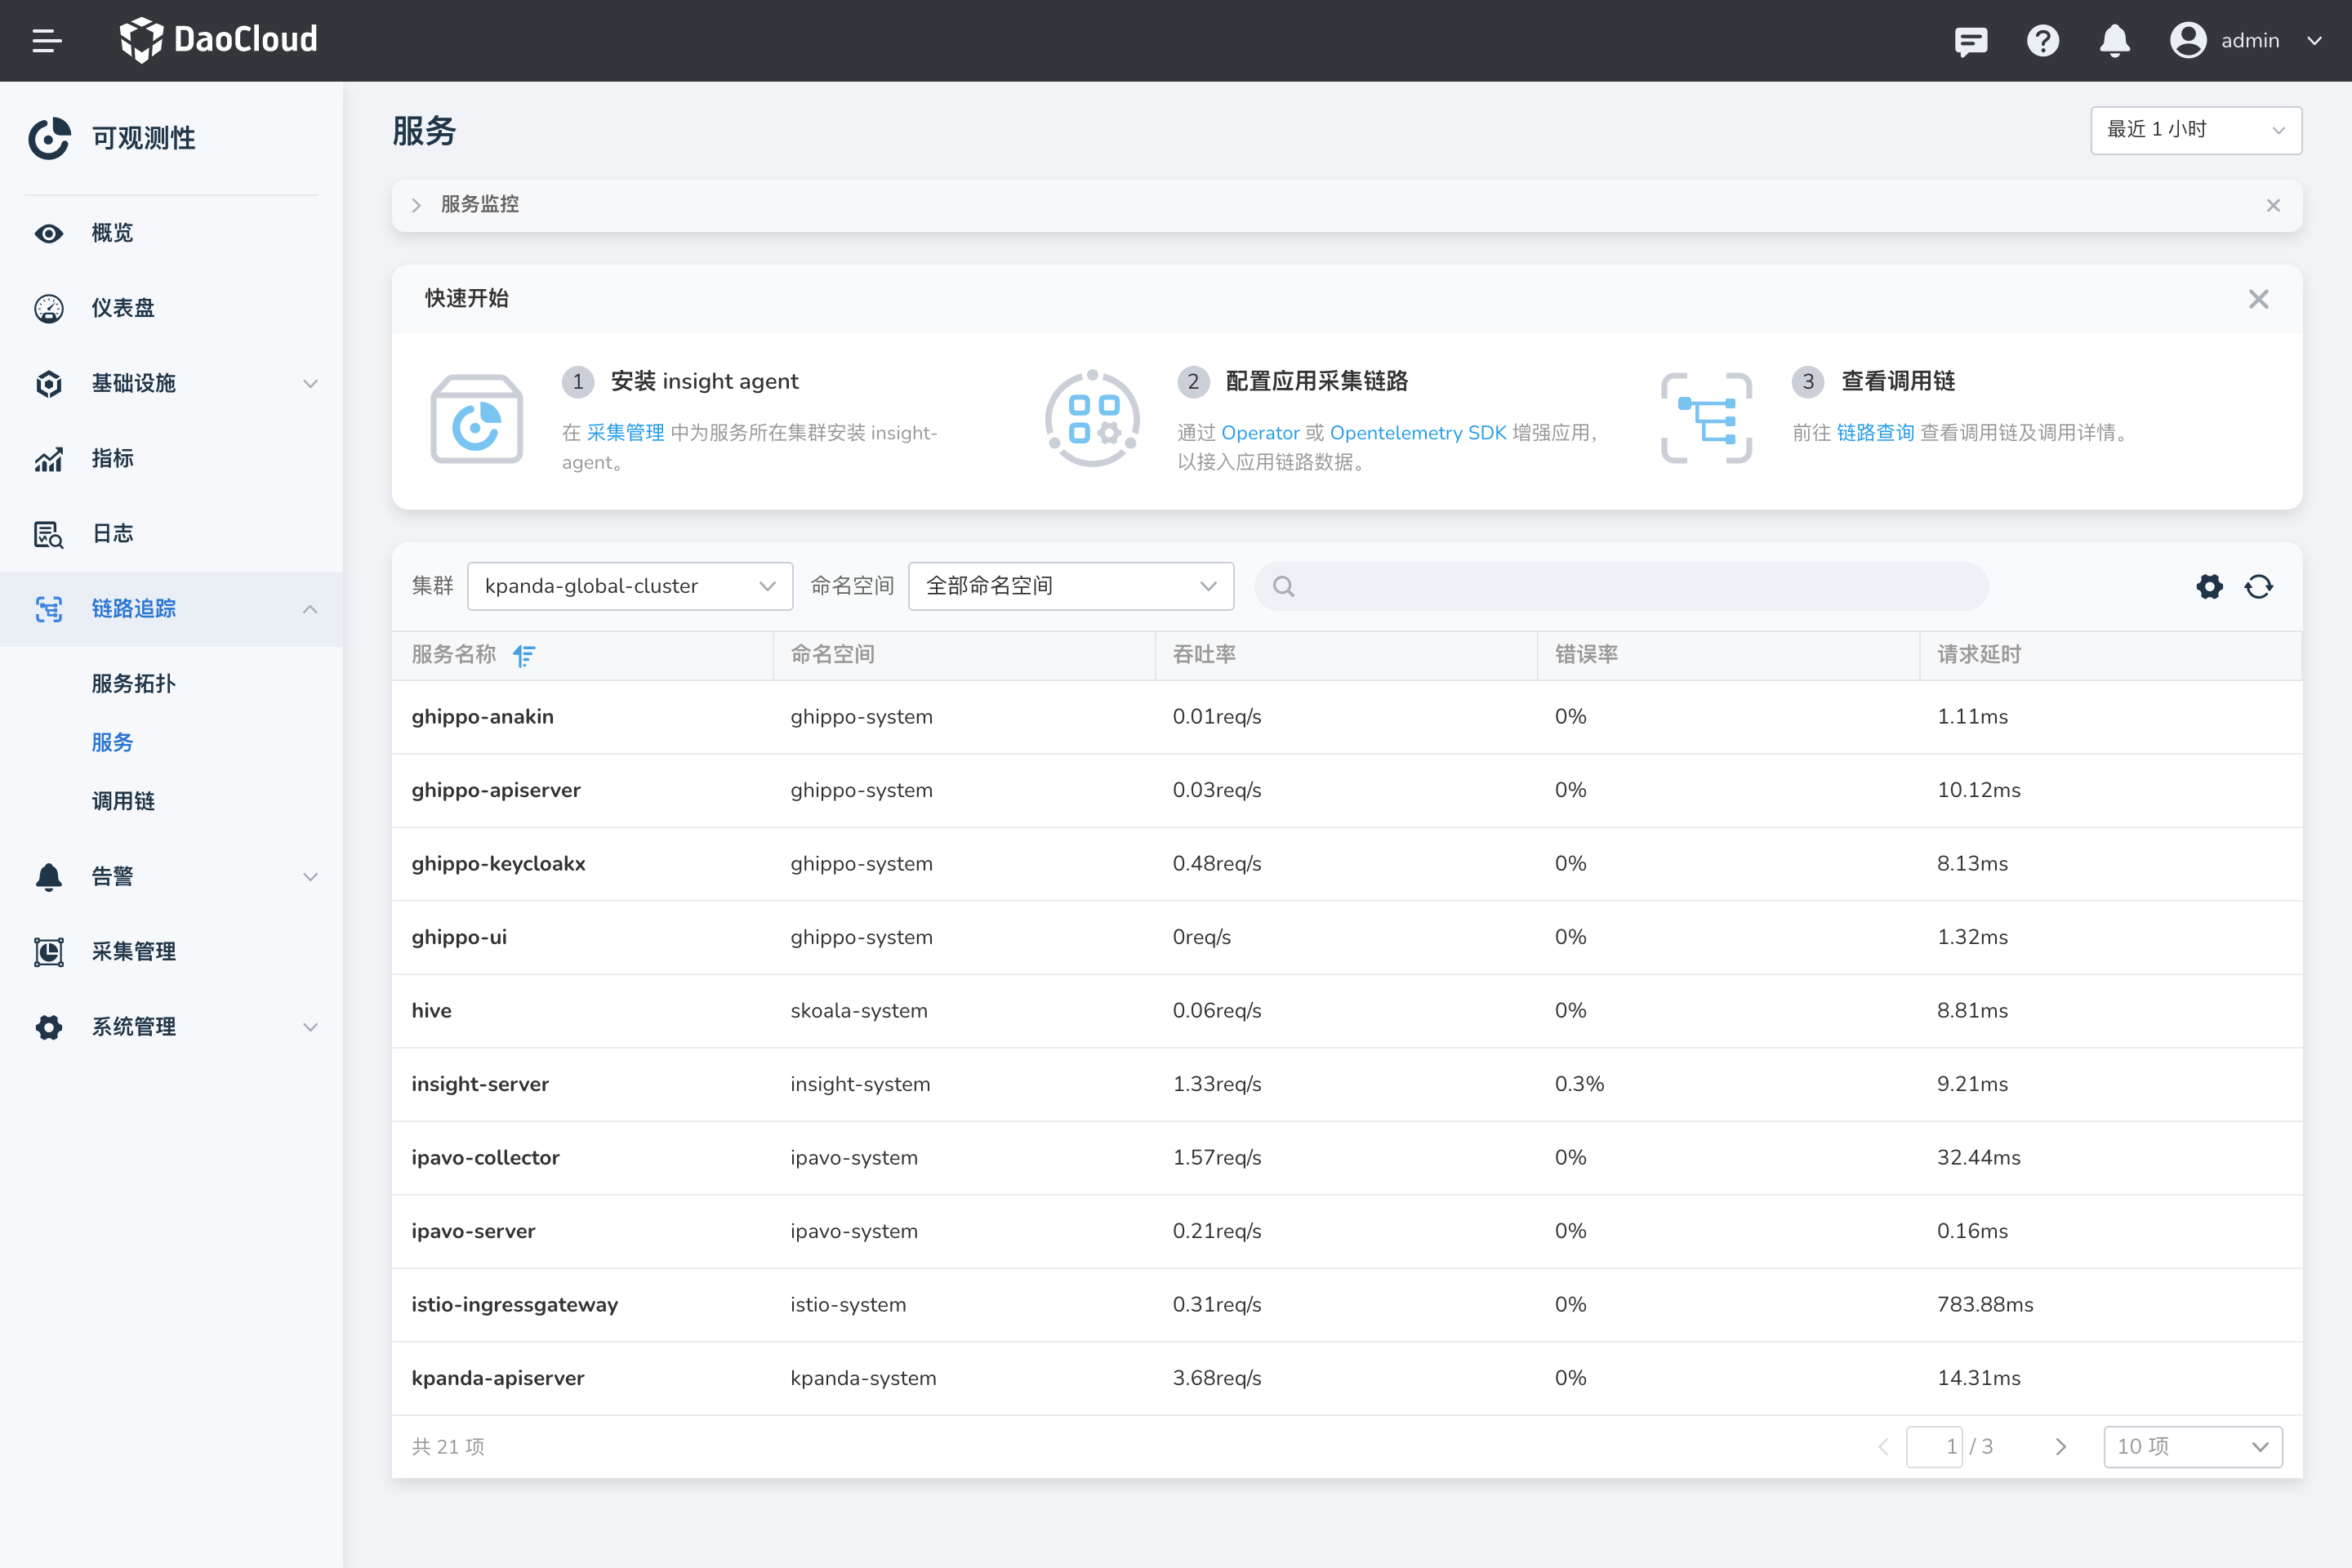 DaoCloud
admin
可观测性
概览
仪表盘
基础设施
指标
日志
链路追踪
服务拓扑
服务
调用链
告警
采集管理
系统管理
服务
最近 1 小时
服务监控
快速开始
1 安装 insight agent
在 采集管理 中为服务所在集群安装 insight-
agent。
2 配置应用采集链路
通过 Operator 或 Opentelemetry SDK 增强应用，
以接入应用链路数据。
3 查看调用链
前往 链路查询 查看调用链及调用详情。
集群 kpanda-global-cluster 命名空间 全部命名空间
服务名称 命名空间 吞吐率 错误率 请求延时
ghippo-anakin ghippo-system 0.01req/s 0% 1.11ms
ghippo-apiserver ghippo-system 0.03req/s 0% 10.12ms
ghippo-keycloakx ghippo-system 0.48req/s 0% 8.13ms
ghippo-ui ghippo-system 0req/s 0% 1.32ms
hive skoala-system 0.06req/s 0% 8.81ms
insight-server insight-system 1.33req/s 0.3% 9.21ms
ipavo-collector ipavo-system 1.57req/s 0% 32.44ms
ipavo-server ipavo-system 0.21req/s 0% 0.16ms
istio-ingressgateway istio-system 0.31req/s 0% 783.88ms
kpanda-apiserver kpanda-system 3.68req/s 0% 14.31ms
共 21 项 1 / 3 10 项